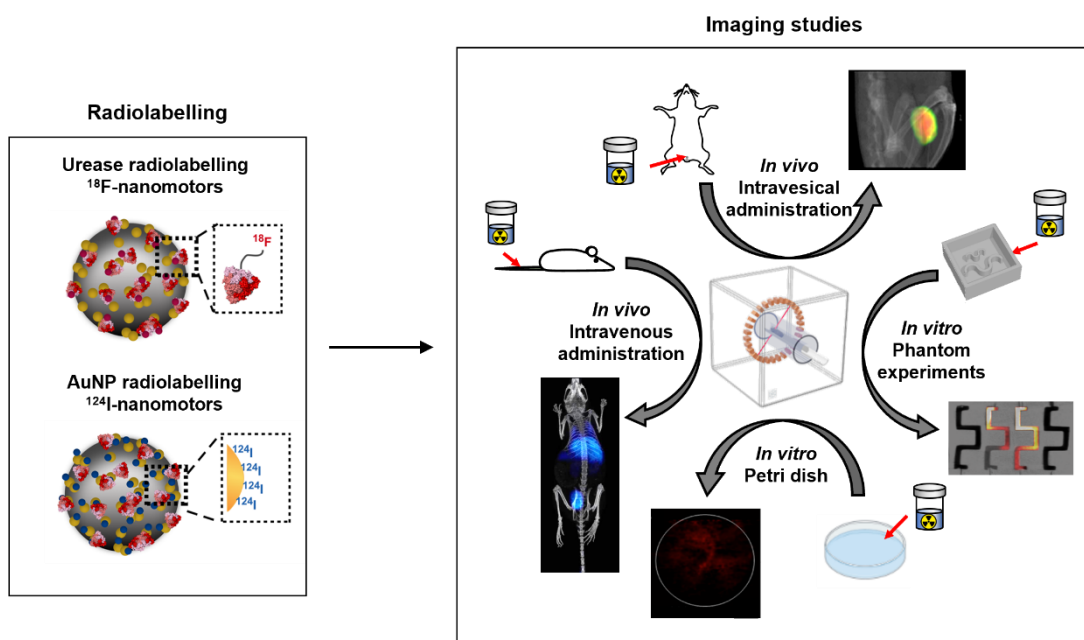 Imaging studies
Radiolabelling
Urease radiolabelling
¹⁸F-nanomotors
¹⁸F
AuNP radiolabelling
¹²⁴I-nanomotors
¹²⁴I
¹²⁴I
¹²⁴I
¹²⁴I
In vivo
Intravesical
administration
In vivo
Intravenous
administration
In vitro
Phantom
experiments
In vitro
Petri dish